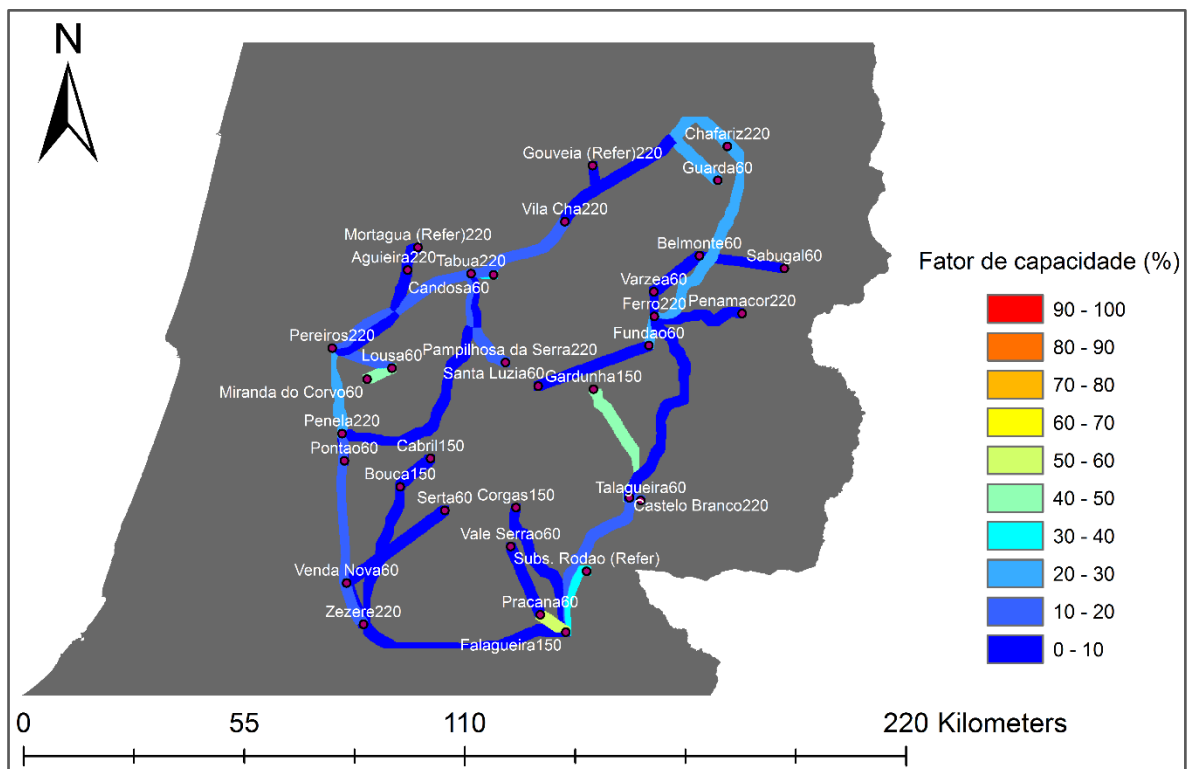 N
Chafariz220
Gouveia (Refer)220
Guarda60
Vila Cha220
Mortagua (Refer)220
Belmonte60
Sabugal60
Aguieira220
Tabua220
Candosa60
Varzea60
Ferro220
Penamacor220
Pereiros220
Fundao60
Lousa60
Pampilhosa da Serra220
Santa Luzia60
Gardunha150
Miranda do Corvo60
Penela220
Pontao60
Cabril150
Bouca150
Serta60
Corgas150
Talagueira60
Castelo Branco220
Vale Serrao60
Subs. Rodao (Refer)
Venda Nova60
Zezere220
Pracana60
Falagueira150
Fator de capacidade (%)
90 - 100
80 - 90
70 - 80
60 - 70
50 - 60
40 - 50
30 - 40
20 - 30
10 - 20
0 - 10
0 55 110 220 Kilometers